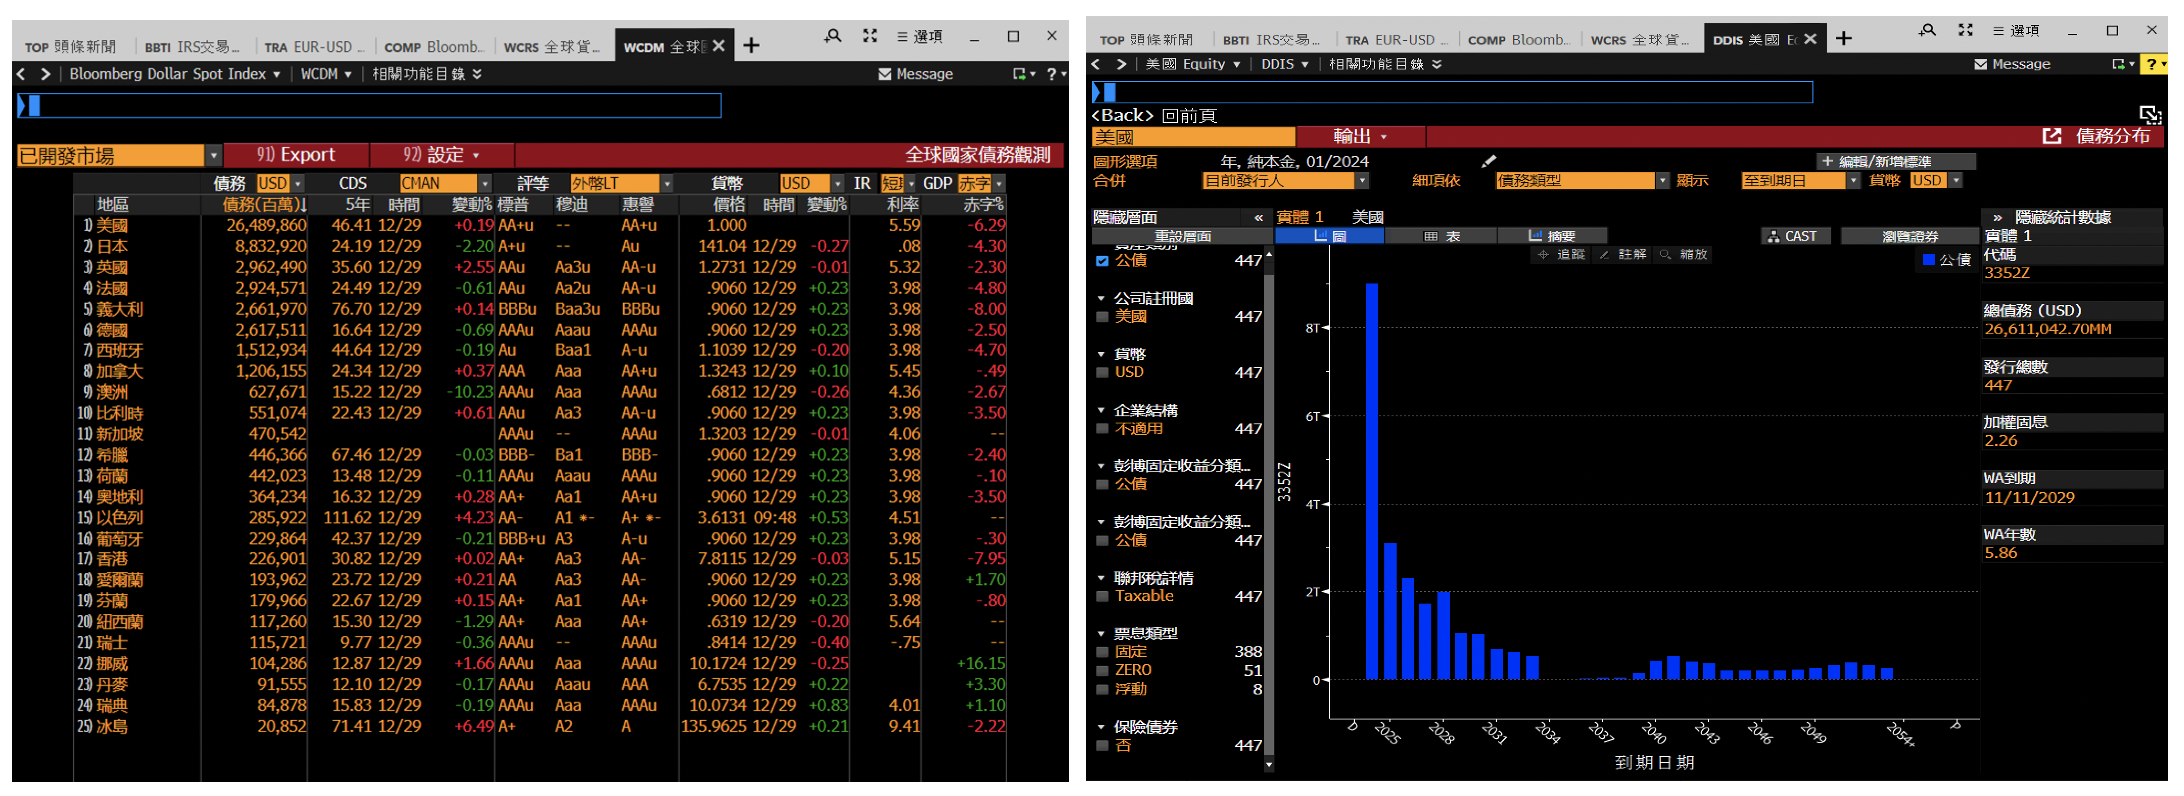 TOP 頭條新聞 BBTI IRS交易... TRA EUR-USD ... COMP Bloomb... WCRS 全球貨... WCDM 全球 ✕ + 選項
< > Bloomberg Dollar Spot Index ▾ WCDM ▾ 相關功能目錄 Message ? ▾
已開發市場 91) Export 92) 設定 全球國家債務觀測
債務 USD CDS CMAN 評等 外幣LT 貨幣 USD IR 短期 GDP 赤字
地區 債務(百萬)↓ 5年 時間 變動% 標普 穆迪 惠譽 價格 時間 變動% 利率 赤字%
1) 美國 26,489,860 46.41 12/29 +0.19 AA+u -- AA+u 1.000 5.59 -6.29
2) 日本 8,832,920 24.19 12/29 -2.20 A+u -- Au 141.04 12/29 -0.27 .08 -4.30
3) 英國 2,962,490 35.60 12/29 +2.55 AAu Aa3u AA-u 1.2731 12/29 -0.01 5.32 -2.30
4) 法國 2,924,571 24.49 12/29 -0.61 AAu Aa2u AA-u .9060 12/29 +0.23 3.98 -4.80
5) 義大利 2,661,970 76.70 12/29 +0.14 BBBu Baa3u BBBu .9060 12/29 +0.23 3.98 -8.00
6) 德國 2,617,511 16.64 12/29 -0.69 AAAu Aaau AAAu .9060 12/29 +0.23 3.98 -2.50
7) 西班牙 1,512,934 44.64 12/29 -0.19 Au Baa1 A-u 1.1039 12/29 -0.20 3.98 -4.70
8) 加拿大 1,206,155 24.34 12/29 +0.37 AAA Aaa AA+u 1.3243 12/29 +0.10 5.45 -.49
9) 澳洲 627,671 15.22 12/29 -10.23 AAAu Aaa AAAu .6812 12/29 -0.26 4.36 -2.67
10) 比利時 551,074 22.43 12/29 +0.61 AAu Aa3 AA-u .9060 12/29 +0.23 3.98 -3.50
11) 新加坡 470,542 AAAu -- AAAu 1.3203 12/29 -0.01 4.06 --
12) 希臘 446,366 67.46 12/29 -0.03 BBB- Ba1 BBB- .9060 12/29 +0.23 3.98 -2.40
13) 荷蘭 442,023 13.48 12/29 -0.11 AAAu Aaau AAAu .9060 12/29 +0.23 3.98 -.10
14) 奧地利 364,234 16.32 12/29 +0.28 AA+ Aa1 AA+u .9060 12/29 +0.23 3.98 -3.50
15) 以色列 285,922 111.62 12/29 +4.23 AA- A1 *- A+ *- 3.6131 09:48 +0.53 4.51 --
16) 葡萄牙 229,864 42.37 12/29 -0.21 BBB+u A3 A-u .9060 12/29 +0.23 3.98 -.30
17) 香港 226,901 30.82 12/29 +0.02 AA+ Aa3 AA- 7.8115 12/29 -0.03 5.15 -7.95
18) 愛爾蘭 193,962 23.72 12/29 +0.21 AA Aa3 AA- .9060 12/29 +0.23 3.98 +1.70
19) 芬蘭 179,966 22.67 12/29 +0.15 AA+ Aa1 AA+ .9060 12/29 +0.23 3.98 -.80
20) 紐西蘭 117,260 15.30 12/29 -1.29 AA+ Aaa AA+ .6319 12/29 -0.20 5.64 --
21) 瑞士 115,721 9.77 12/29 -0.36 AAAu -- AAAu .8414 12/29 -0.40 -.75 --
22) 挪威 104,286 12.87 12/29 +1.66 AAAu Aaa AAAu 10.1724 12/29 -0.25 +16.15
23) 丹麥 91,555 12.10 12/29 -0.17 AAAu Aaau AAA 6.7535 12/29 +0.22 +3.30
24) 瑞典 84,878 15.83 12/29 -0.19 AAAu Aaa AAAu 10.0734 12/29 +0.83 4.01 +1.10
25) 冰島 20,852 71.41 12/29 +6.49 A+ A2 A 135.9625 12/29 +0.21 9.41 -2.22
TOP 頭條新聞 BBTI IRS交易... TRA EUR-USD ... COMP Bloomb... WCRS 全球貨... DDIS 美國 E ✕ + 選項
< > 美國 Equity ▾ DDIS ▾ 相關功能目錄 Message ? ▾
<Back> 回前頁
美國 輸出 債務分布
圖形選項 年, 純本金, 01/2024 + 編輯/新增標準
合併 目前發行人 細項依 債務類型 顯示 至到期日 貨幣 USD
隱藏層面 « 實體 1 美國 » 隱藏統計數據
重設層面 圖 表 摘要 CAST 瀏覽證券 實體 1
追蹤 註解 縮放
公債 447
公司註冊國
美國 447
貨幣
USD 447
企業結構
不適用 447
彭博固定收益分類...
公債 447
彭博固定收益分類...
公債 447
聯邦稅詳情
Taxable 447
票息類型
固定 388
ZERO 51
浮動 8
保險債券
否 447
公債
3352Z
8T
6T
4T
2T
0
D 2025 2028 2031 2034 2037 2040 2043 2046 2049 2054+ P
到期日期
代碼
3352Z
總債務 (USD)
26,611,042.70MM
發行總數
447
加權固息
2.26
WA到期
11/11/2029
WA年數
5.86